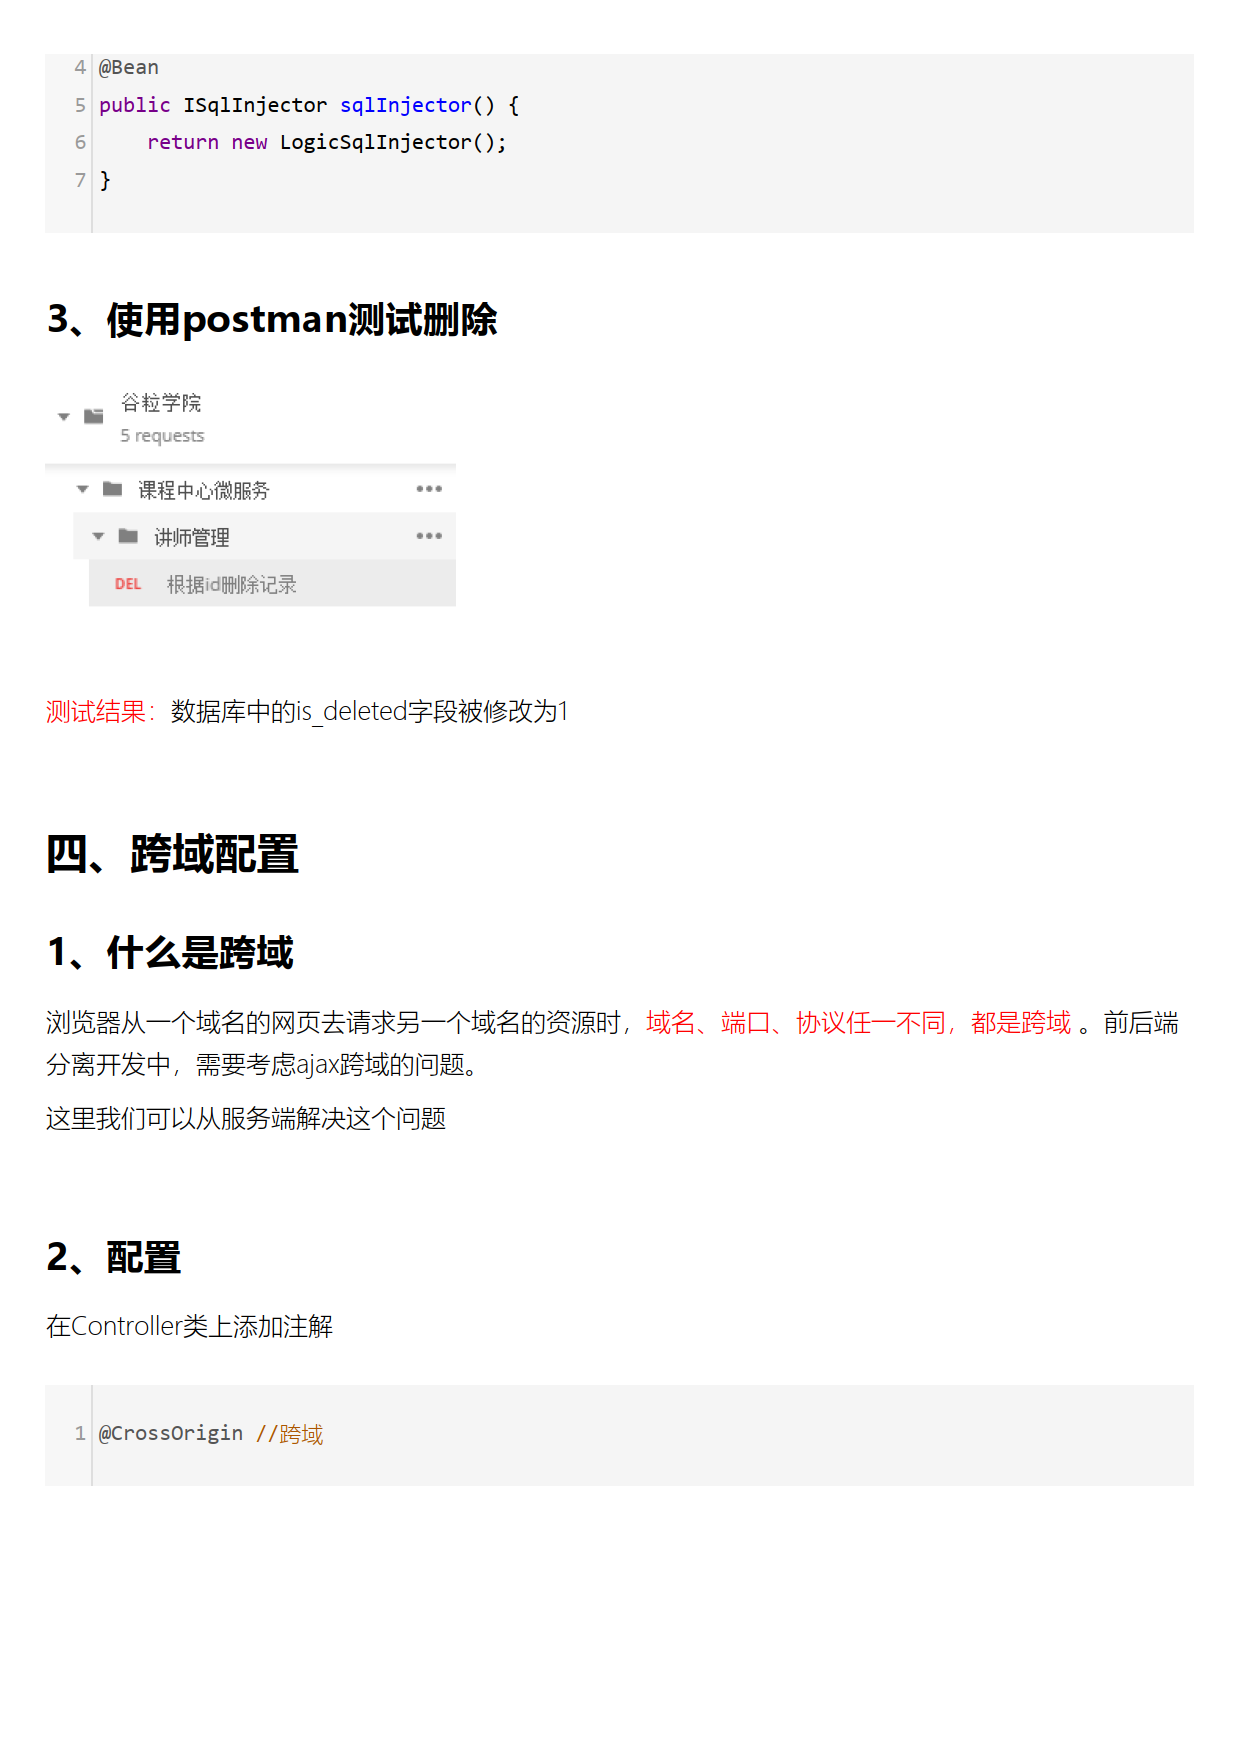 4 @Bean
5 public ISqlInjector sqlInjector() {
6 return new LogicSqlInjector();
7 }
3、使用postman测试删除
谷粒学院
5 requests
课程中心微服务
讲师管理
DEL 根据id删除记录
测试结果：数据库中的is_deleted字段被修改为1
四、跨域配置
1、什么是跨域
浏览器从一个域名的网页去请求另一个域名的资源时，域名、端口、协议任一不同，都是跨域 。前后端
分离开发中，需要考虑ajax跨域的问题。
这里我们可以从服务端解决这个问题
2、配置
在Controller类上添加注解
1 @CrossOrigin //跨域